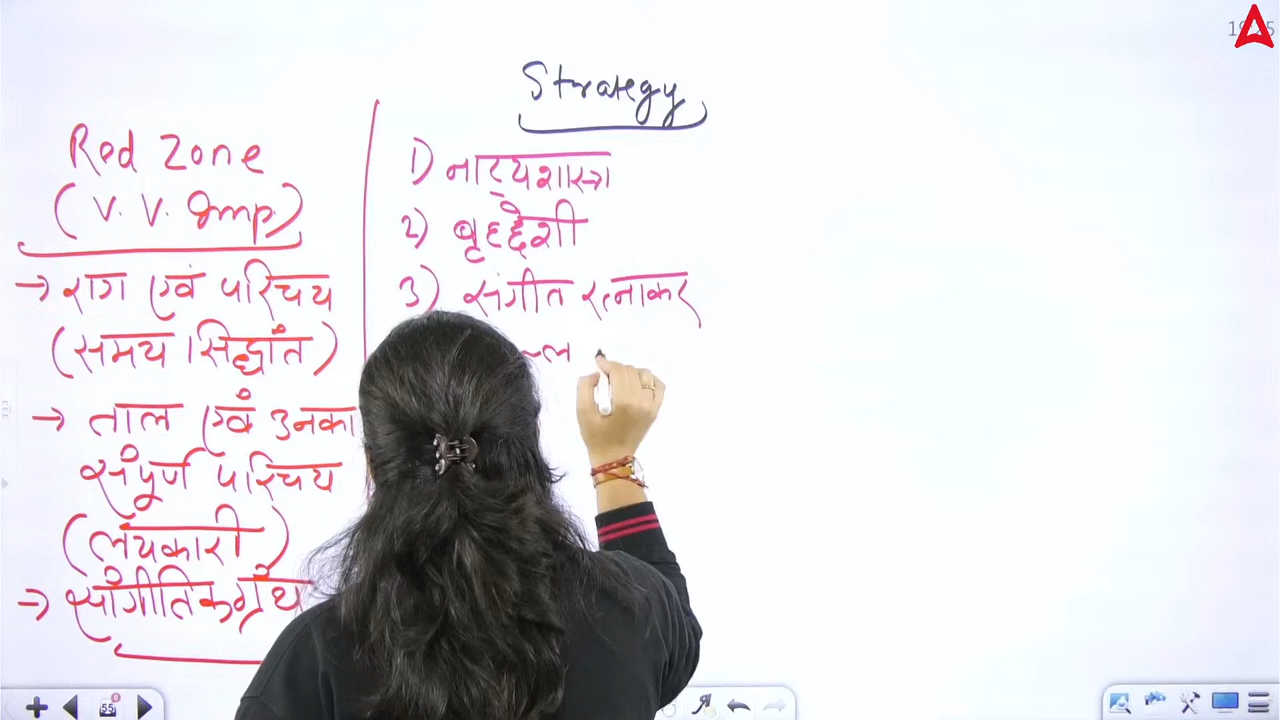 Strategy
Red Zone
(V. V. Imp.)
→ राग एवं परिचय
(समय सिद्धांत)
→ ताल एवं उनका
संपूर्ण परिचय
(लयकारी)
→ सांगीतिक ग्रंथ
1) नाट्यशास्त्र
2) बृहद्देशी
3) संगीत रत्नाकर
55